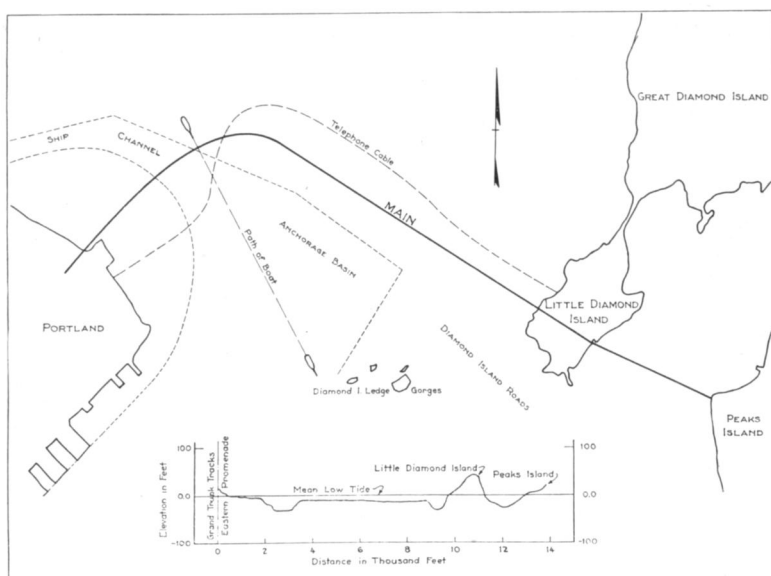 GREAT DIAMOND ISLAND
SHIP
CHANNEL
Telephone Cable
MAIN
ANCHORAGE BASIN
Path of Boat
LITTLE DIAMOND
ISLAND
PORTLAND
DIAMOND ISLAND ROADS
Diamond I. Ledge
Gorges
PEAKS
ISLAND
Elevation in Feet
100
0.0
-100
Grand Trunk Tracks
Eastern Promenade
Mean Low Tide
Little Diamond Island
Peaks Island
100
0.0
-100
0 2 4 6 8 10 12 14
Distance in Thousand Feet